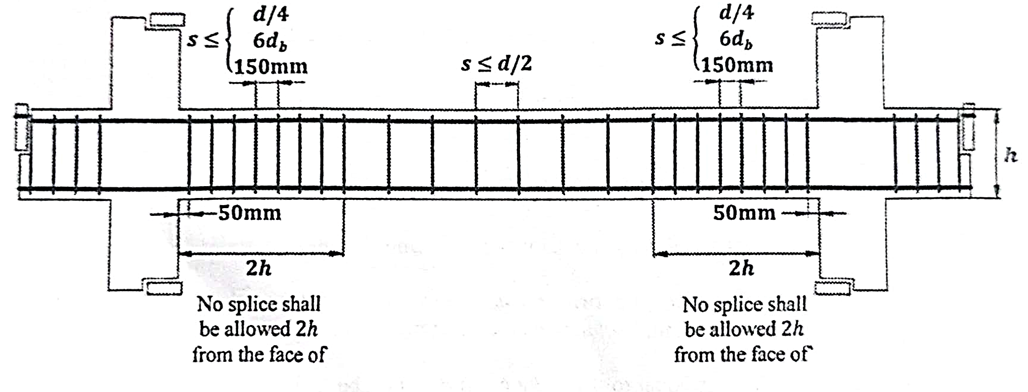 s ≤ { d/4
6d_b
150mm
s ≤ d/2
s ≤ { d/4
6d_b
150mm
h
50mm
50mm
2h
2h
No splice shall
be allowed 2h
from the face of
No splice shall
be allowed 2h
from the face of